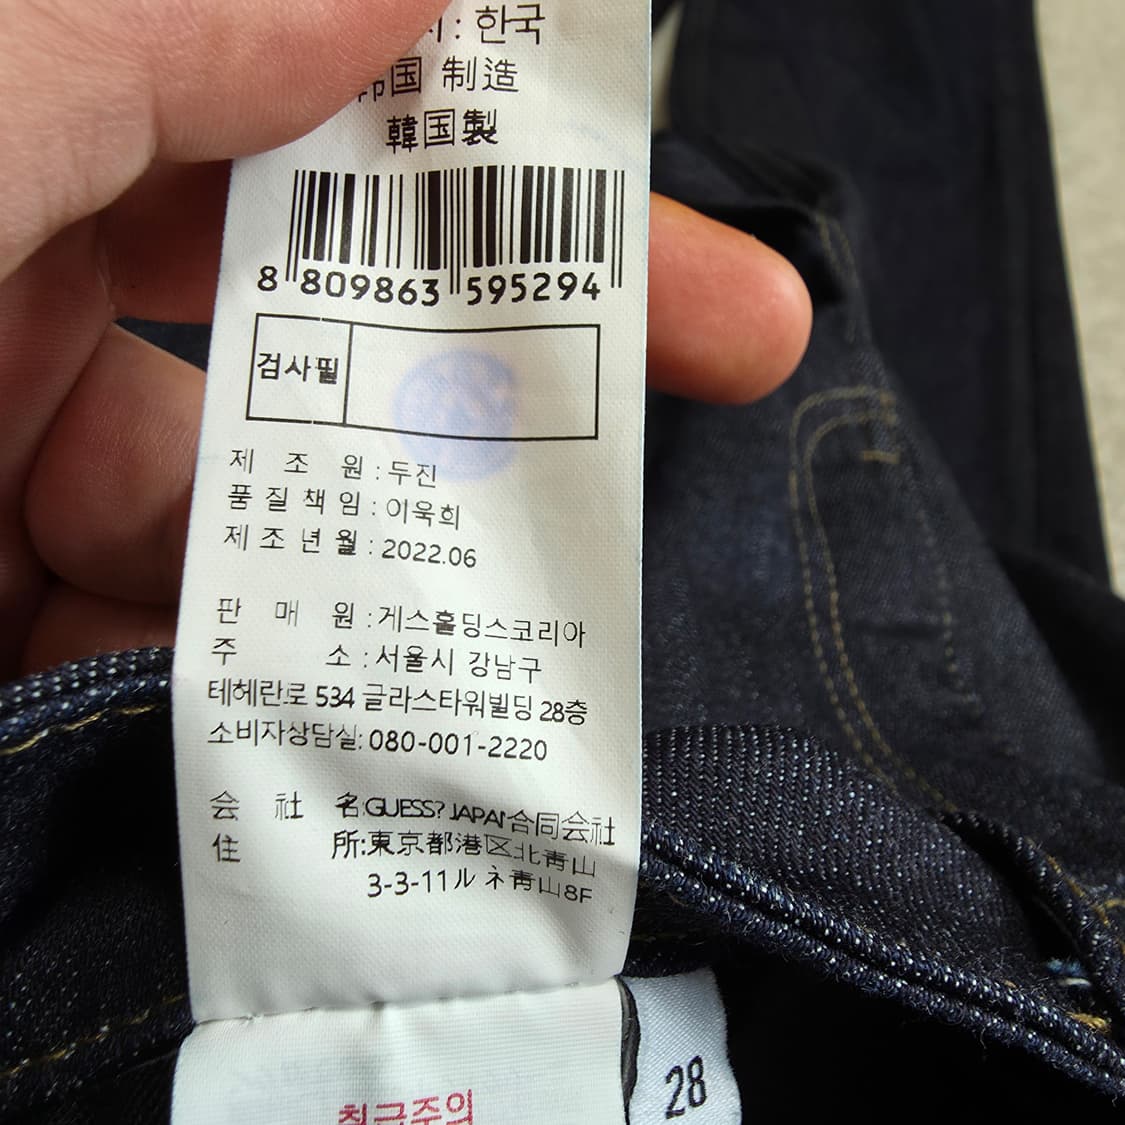 : 한국
韩国 制造
韓国製
8 809863 595294
검사필
제 조 원 : 두진
품질책임 : 이욱희
제조년월 : 2022.06
판 매 원 : 게스홀딩스코리아
주 소 : 서울시 강남구
테헤란로 534 글라스타워빌딩 28층
소비자상담실: 080-001-2220
会 社 名:GUESS? JAPAN合同会社
住 所:東京都港区北青山
3-3-11ルネ青山8F
취급주의
28